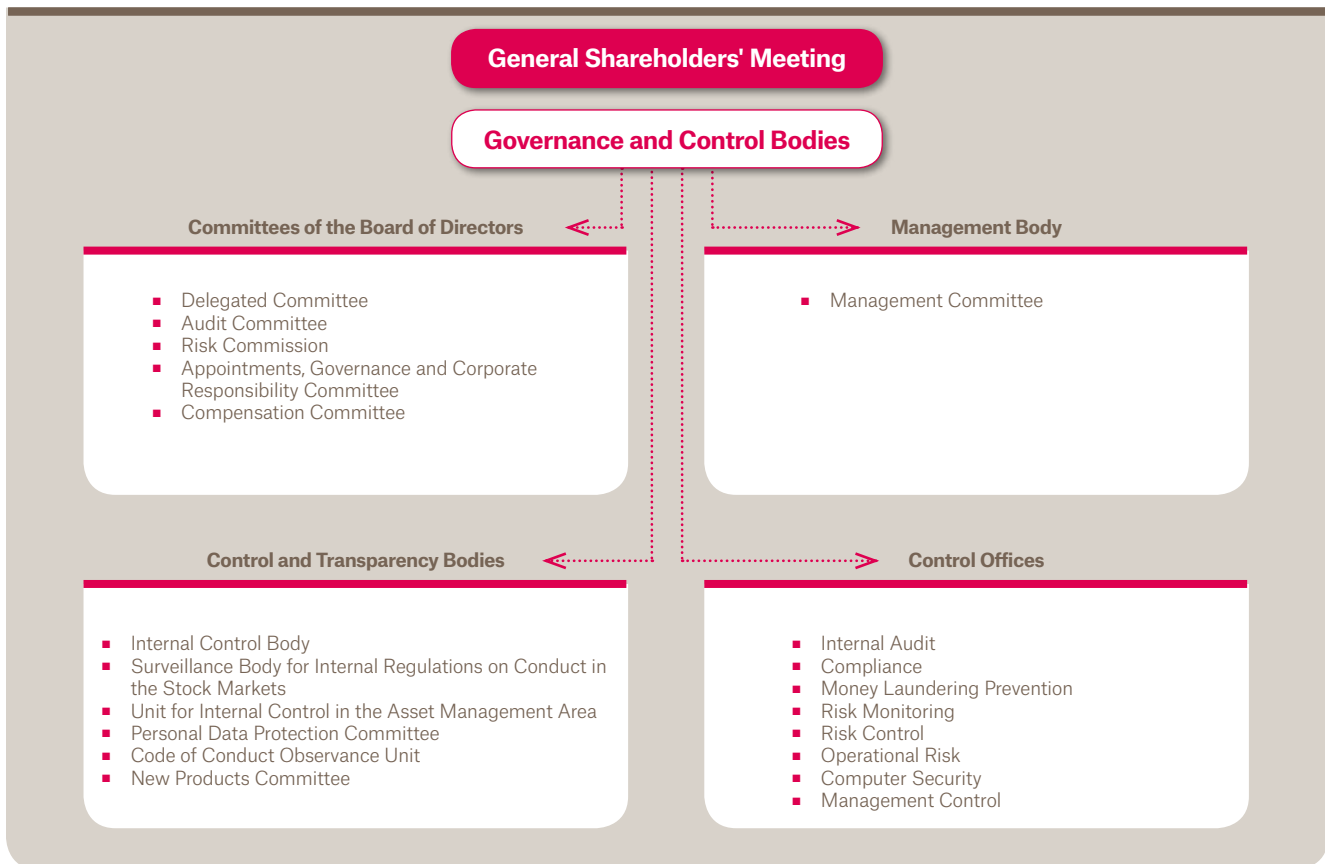 General Shareholders' Meeting
Governance and Control Bodies
Committees of the Board of Directors
Delegated Committee
Audit Committee
Risk Commission
Appointments, Governance and Corporate
Responsibility Committee
Compensation Committee
Management Body
Management Committee
Control and Transparency Bodies
Internal Control Body
Surveillance Body for Internal Regulations on Conduct in
the Stock Markets
Unit for Internal Control in the Asset Management Area
Personal Data Protection Committee
Code of Conduct Observance Unit
New Products Committee
Control Offices
Internal Audit
Compliance
Money Laundering Prevention
Risk Monitoring
Risk Control
Operational Risk
Computer Security
Management Control